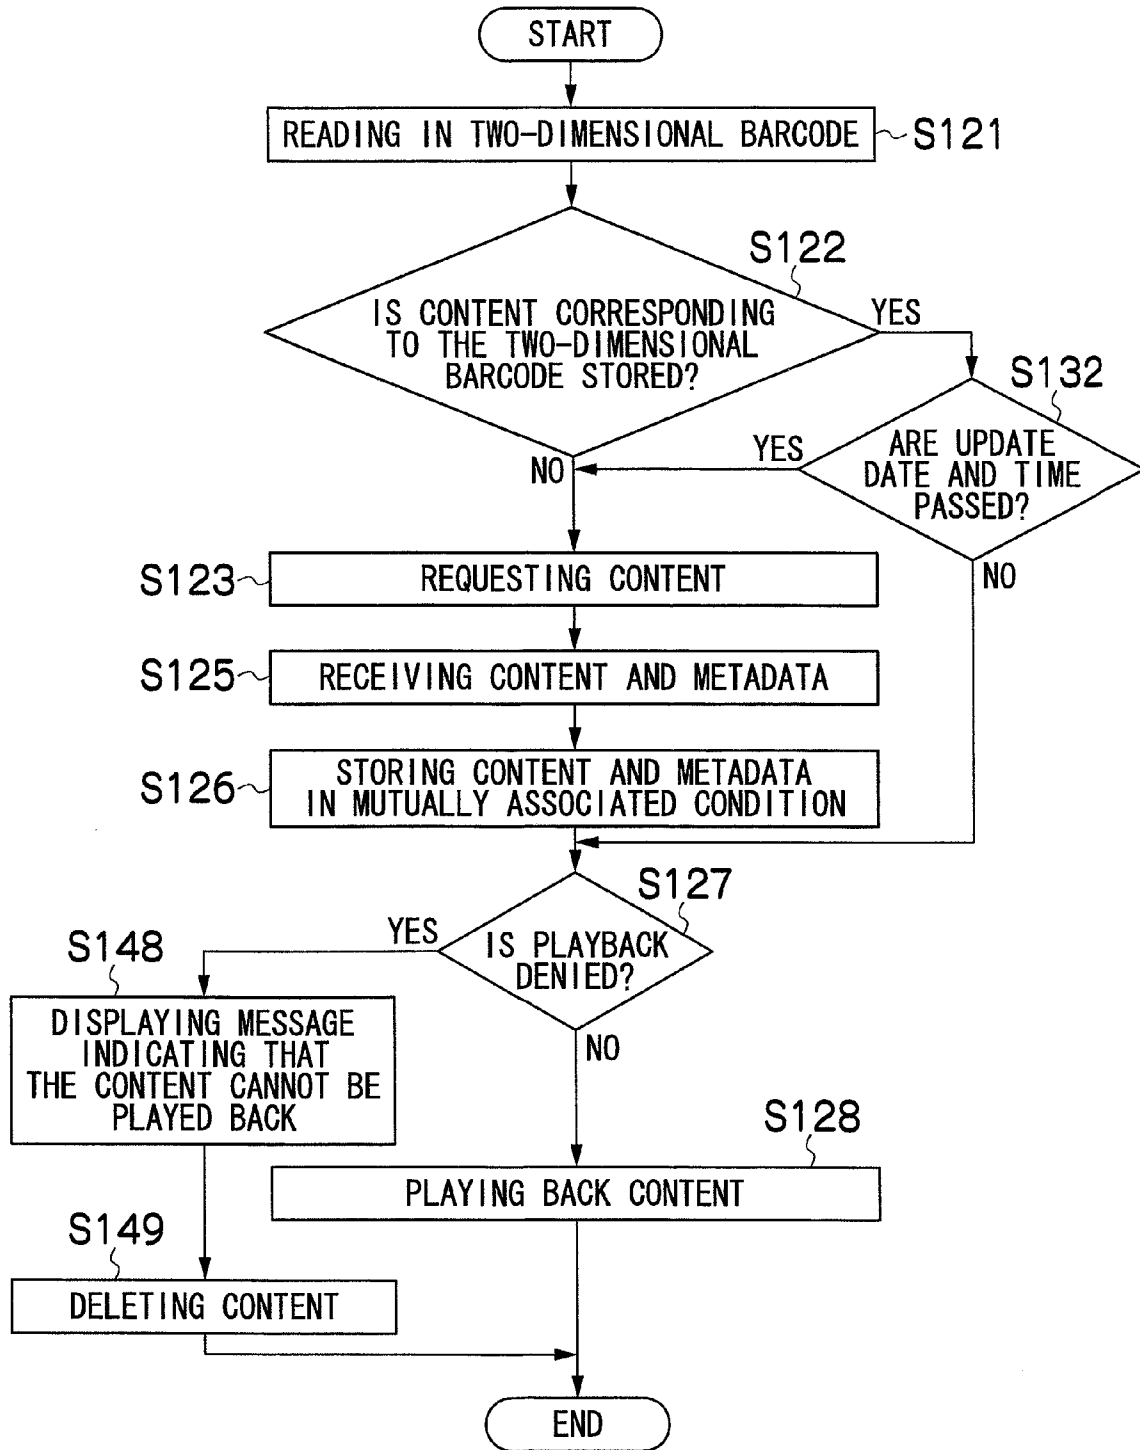 START
READING IN TWO-DIMENSIONAL BARCODE
S121
S122
IS CONTENT CORRESPONDING
TO THE TWO-DIMENSIONAL
BARCODE STORED?
YES
S132
ARE UPDATE
DATE AND TIME
PASSED?
YES
NO
NO
S123
REQUESTING CONTENT
S125
RECEIVING CONTENT AND METADATA
S126
STORING CONTENT AND METADATA
IN MUTUALLY ASSOCIATED CONDITION
S127
IS PLAYBACK
DENIED?
YES
NO
S148
DISPLAYING MESSAGE
INDICATING THAT
THE CONTENT CANNOT BE
PLAYED BACK
S128
PLAYING BACK CONTENT
S149
DELETING CONTENT
END